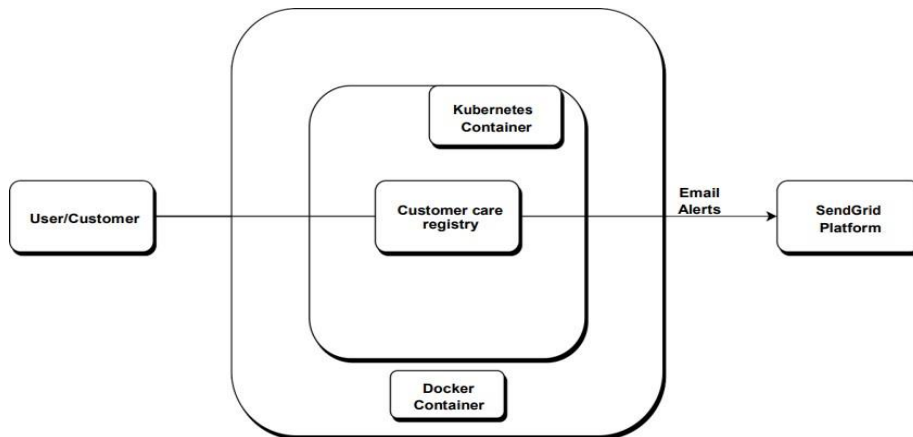 Kubernetes
Container
User/Customer
Customer care
registry
Email
Alerts
SendGrid
Platform
Docker
Container